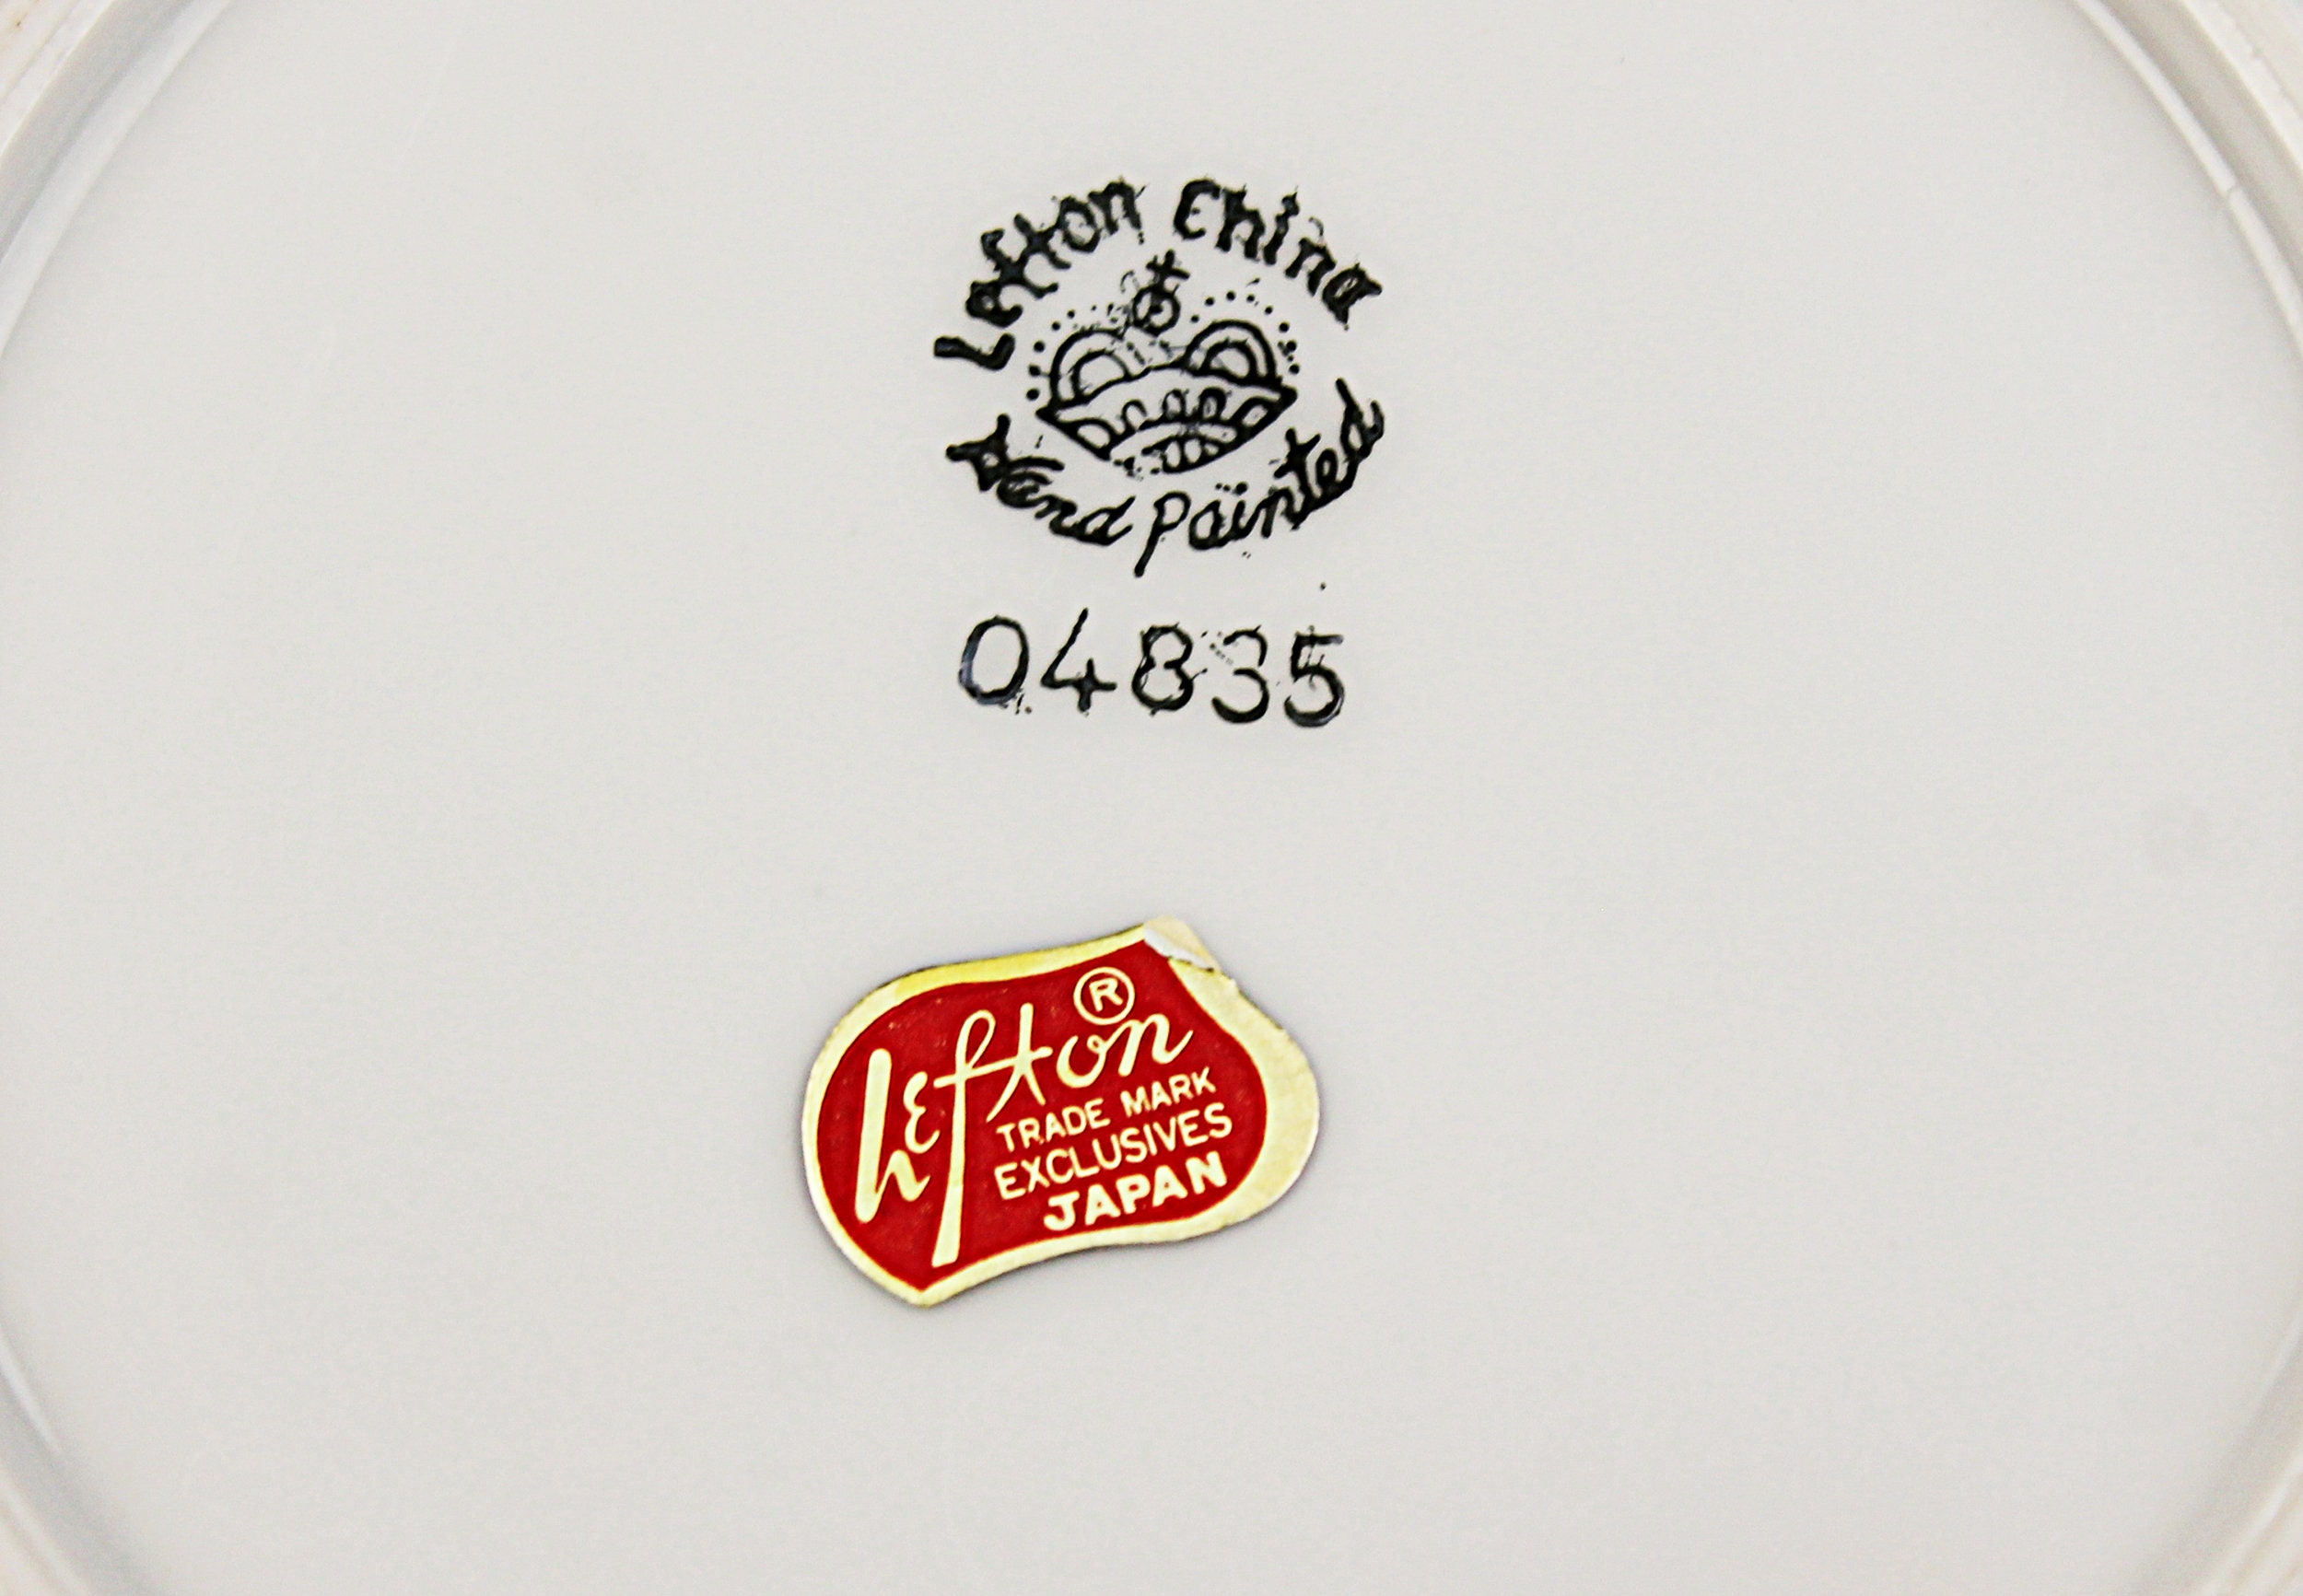 Lefton China
Hand Painted
04835
Lefton ®
TRADE MARK
EXCLUSIVES
JAPAN